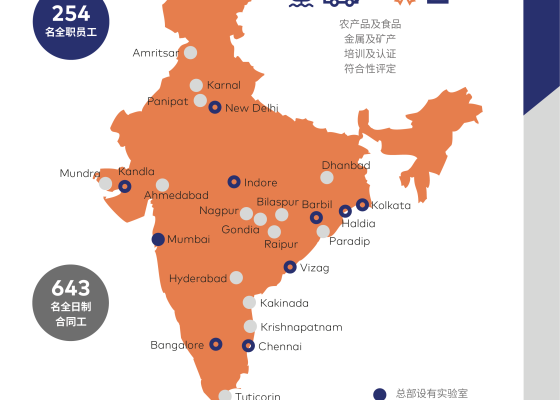 254
名全职员工
农产品及食品
金属及矿产
培训及认证
符合性评定
Amritsar
Karnal
Panipat
New Delhi
Dhanbad
Mundra
Kandla
Indore
Ahmedabad
Bilaspur
Barbil
Kolkata
Nagpur
Haldia
Gondia
Raipur
Paradip
Mumbai
Vizag
643
名全日制
合同工
Hyderabad
Kakinada
Krishnapatnam
Bangalore
Chennai
Tuticorin
总部设有实验室